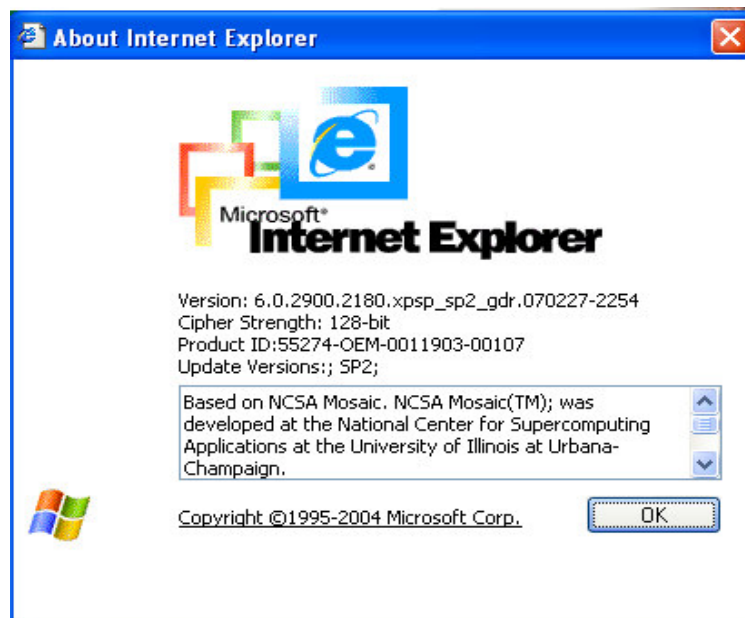 About Internet Explorer
Microsoft®
Internet Explorer
Version: 6.0.2900.2180.xpsp_sp2_gdr.070227-2254
Cipher Strength: 128-bit
Product ID:55274-OEM-0011903-00107
Update Versions:; SP2;
Based on NCSA Mosaic. NCSA Mosaic(TM); was
developed at the National Center for Supercomputing
Applications at the University of Illinois at Urbana-
Champaign.
Copyright ©1995-2004 Microsoft Corp.
OK